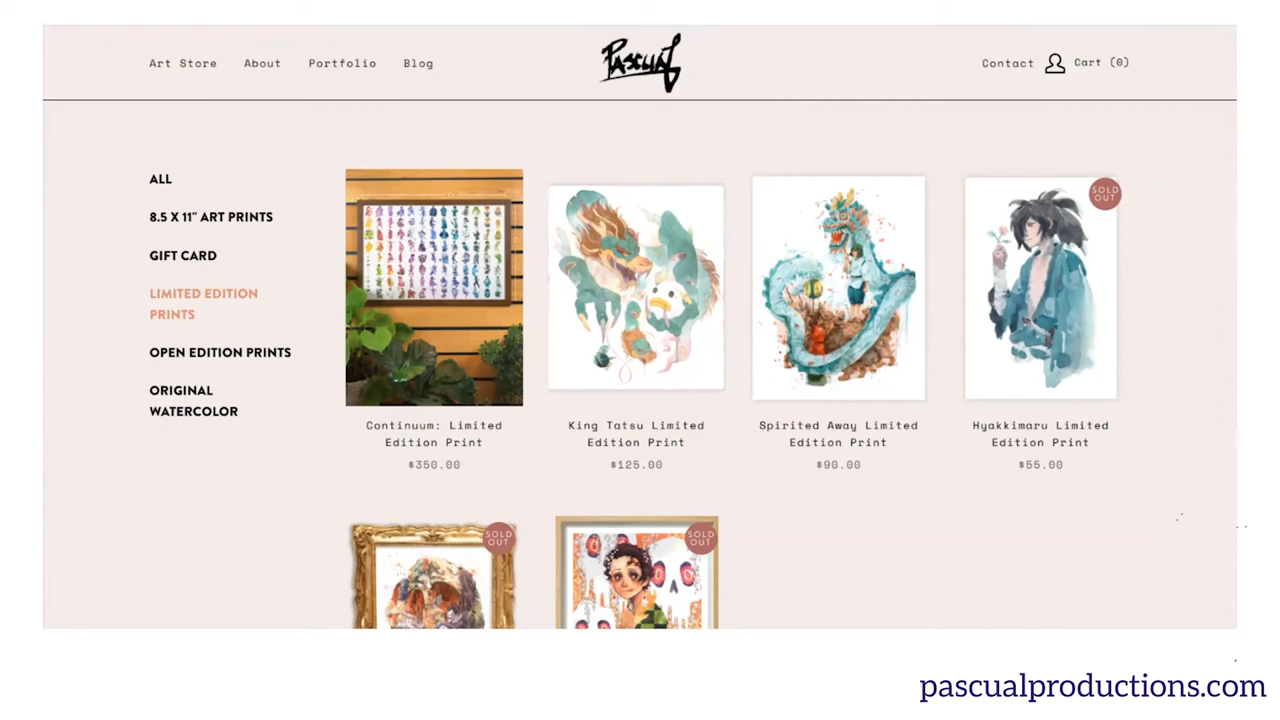 Art Store About Portfolio Blog
Pascual
Contact Cart (0)
ALL
8.5 X 11" ART PRINTS
GIFT CARD
LIMITED EDITION
PRINTS
OPEN EDITION PRINTS
ORIGINAL
WATERCOLOR
Continuum: Limited
Edition Print
$350.00
King Tatsu Limited
Edition Print
$125.00
Spirited Away Limited
Edition Print
$90.00
SOLD
OUT
Hyakkimaru Limited
Edition Print
$55.00
SOLD
OUT
SOLD
OUT
pascualproductions.com